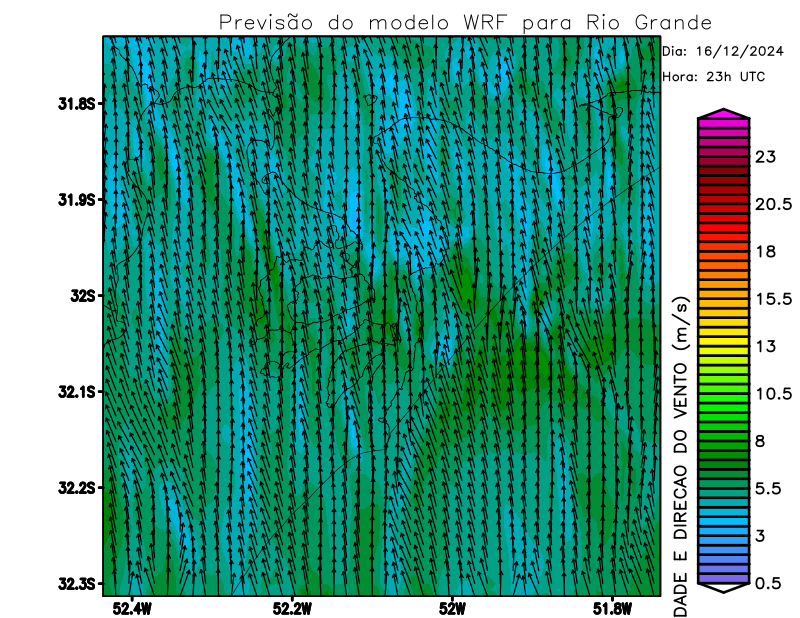 Previsão do modelo WRF para Rio Grande
Dia: 16/12/2024
Hora: 23h UTC
31.8S
31.9S
32S
32.1S
32.2S
32.3S
52.4W
52.2W
52W
51.8W
DADE E DIRECAO DO VENTO (m/s)
23
20.5
18
15.5
13
10.5
8
5.5
3
0.5